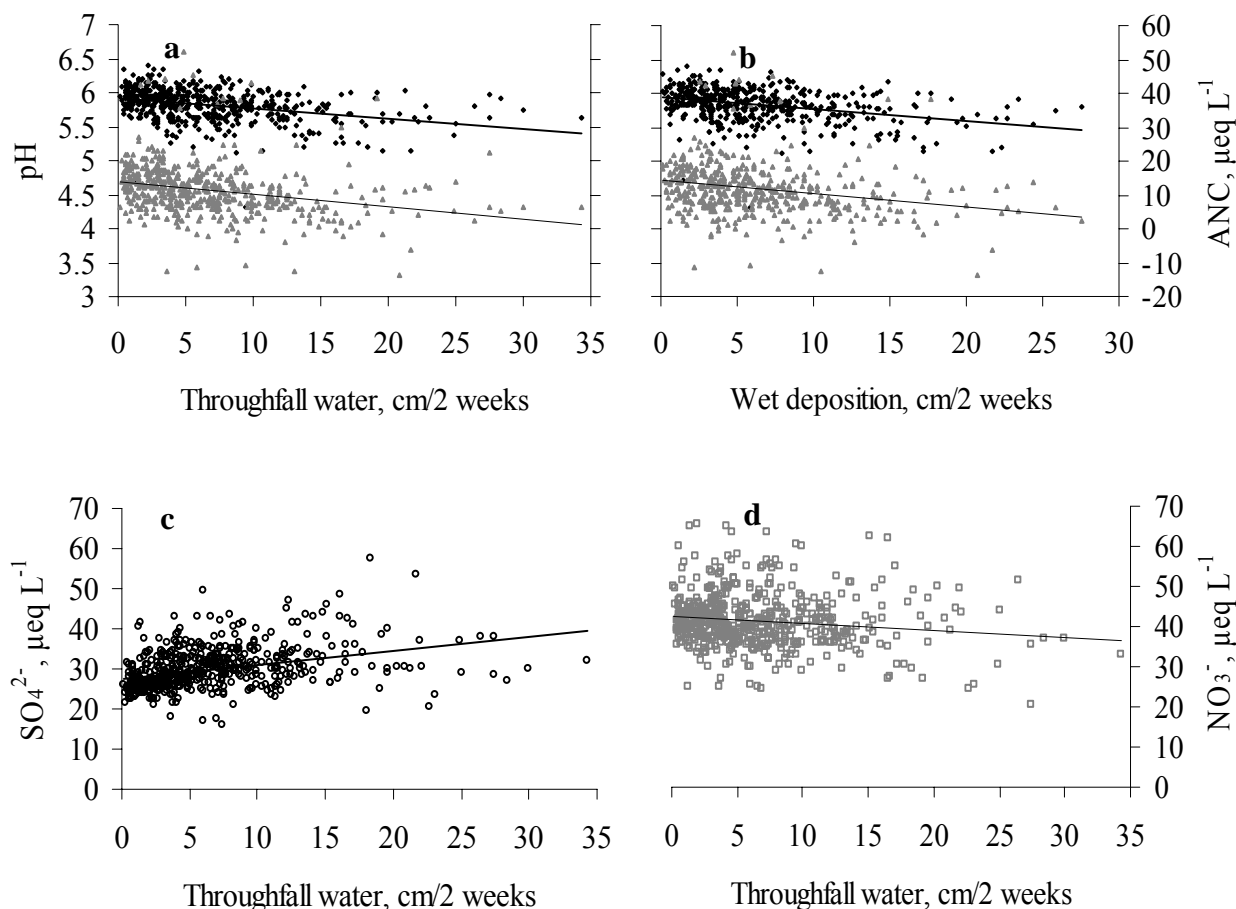 a
b
7
6.5
6
5.5
5
4.5
4
3.5
3
pH
60
50
40
30
20
10
0
-10
-20
ANC, µeq L⁻¹
0 5 10 15 20 25 30 35
0 5 10 15 20 25 30
Throughfall water, cm/2 weeks
Wet deposition, cm/2 weeks
c
d
70
60
50
40
30
20
10
0
SO₄²⁻, µeq L⁻¹
70
60
50
40
30
20
10
0
NO₃⁻, µeq L⁻¹
0 5 10 15 20 25 30 35
0 5 10 15 20 25 30 35
Throughfall water, cm/2 weeks
Throughfall water, cm/2 weeks